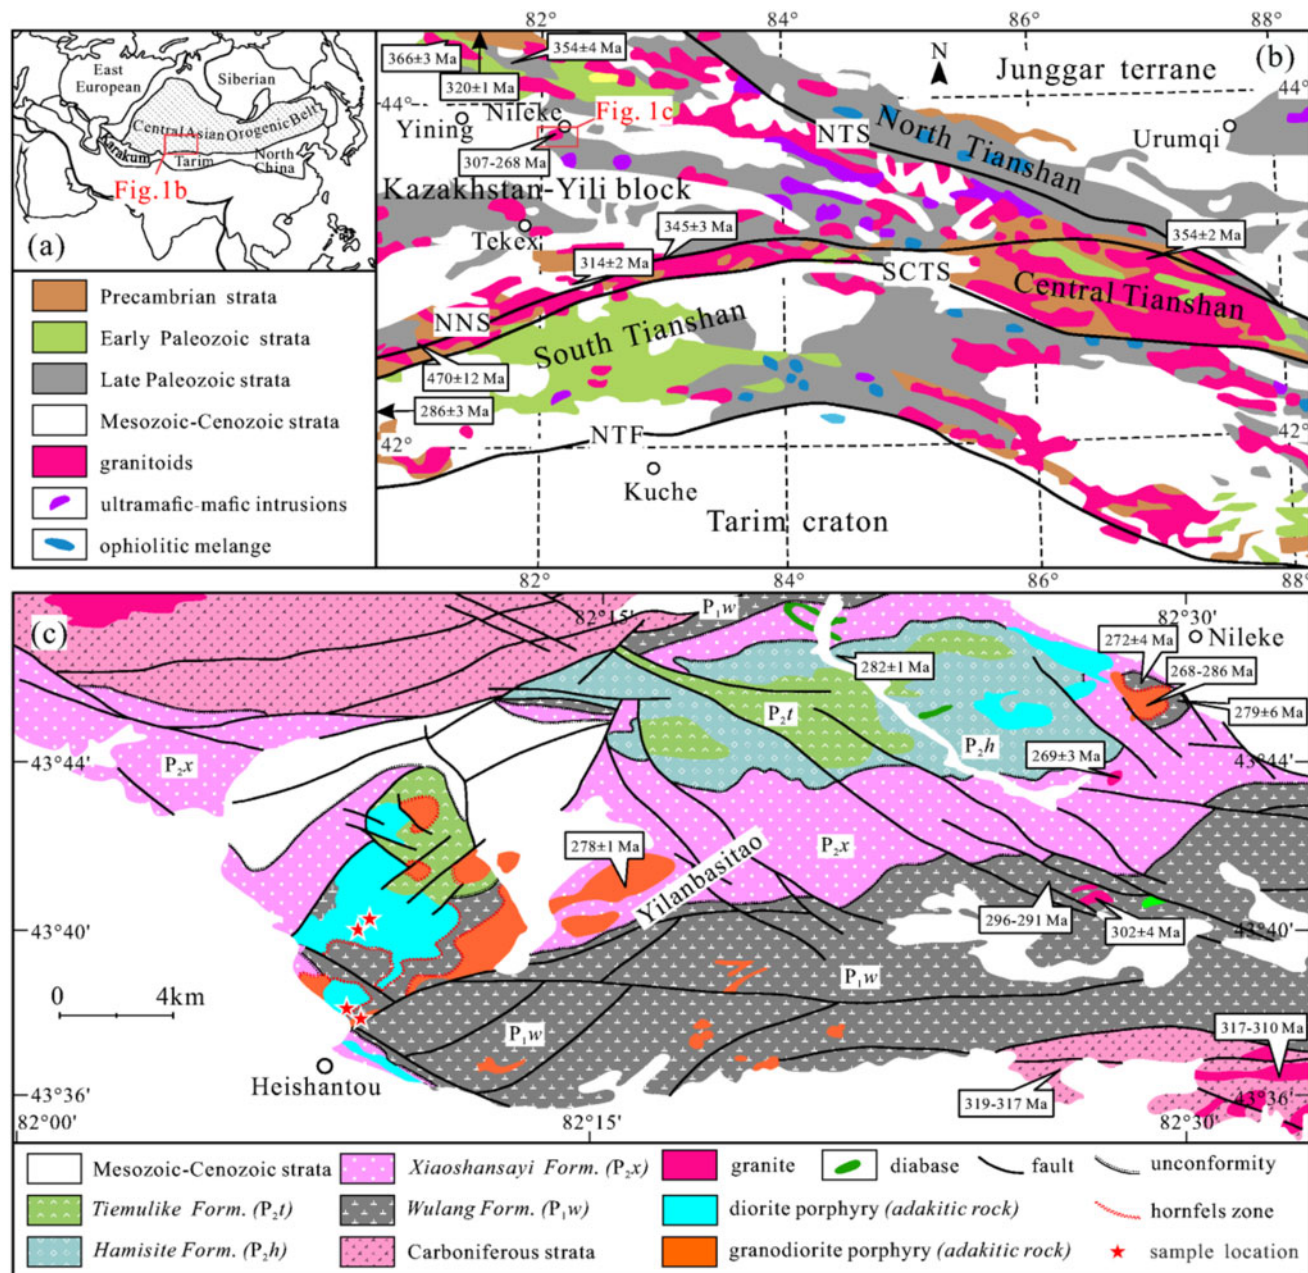 East
European
Siberian
Central Asian Orogenic Belt
Karakum
Tarim
North
China
Fig.1b
(a)
Precambrian strata
Early Paleozoic strata
Late Paleozoic strata
Mesozoic-Cenozoic strata
granitoids
ultramafic-mafic intrusions
ophiolitic melange
82°
84°
86°
88°
(b)
N
Junggar terrane
366±3 Ma
354±4 Ma
320±1 Ma
44°
Nileke
Fig. 1c
Yining
307-268 Ma
NTS
North Tianshan
Urumqi
Kazakhstan-Yili block
Tekex
345±3 Ma
314±2 Ma
354±2 Ma
SCTS
Central Tianshan
NNS
South Tianshan
470±12 Ma
286±3 Ma
42°
42°
NTF
Kuche
Tarim craton
82°
84°
86°
88°
(c)
82°15'
82°30'
P₁w
Nileke
272±4 Ma
268-286 Ma
282±1 Ma
279±6 Ma
P₂t
P₂h
269±3 Ma
43°44'
43°44'
P₂x
278±1 Ma
Yilanbasitao
P₂x
296-291 Ma
302±4 Ma
43°40'
43°40'
P₁w
0 4km
P₁w
317-310 Ma
Heishantou
319-317 Ma
43°36'
43°36'
82°00'
82°15'
82°30'
Mesozoic-Cenozoic strata
Xiaoshansayi Form. (P₂x)
granite
diabase
fault
unconformity
Tiemulike Form. (P₂t)
Wulang Form. (P₁w)
diorite porphyry (adakitic rock)
hornfels zone
Hamisite Form. (P₂h)
Carboniferous strata
granodiorite porphyry (adakitic rock)
sample location